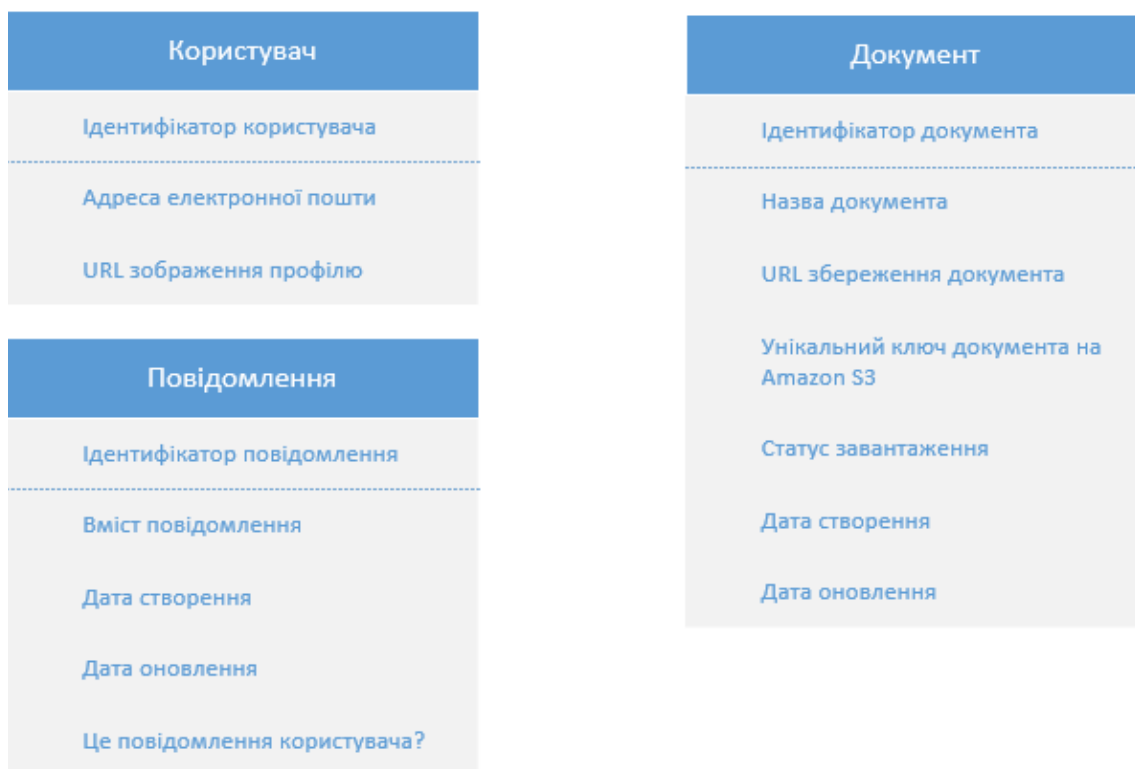 Користувач
Ідентифікатор користувача
Адреса електронної пошти
URL зображення профілю
Повідомлення
Ідентифікатор повідомлення
Вміст повідомлення
Дата створення
Дата оновлення
Це повідомлення користувача?
Документ
Ідентифікатор документа
Назва документа
URL збереження документа
Унікальний ключ документа на
Amazon S3
Статус завантаження
Дата створення
Дата оновлення